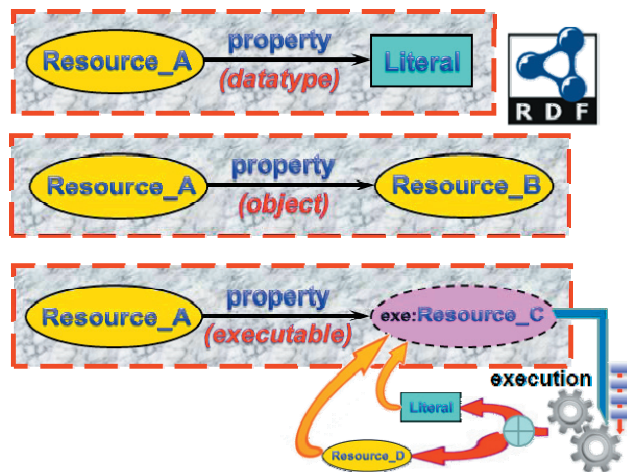 property
Resource_A
Literal
(datatype)
RDF
property
Resource_A
Resource_B
(object)
property
Resource_A
exe:Resource_C
(executable)
execution
Literal
Resource_D